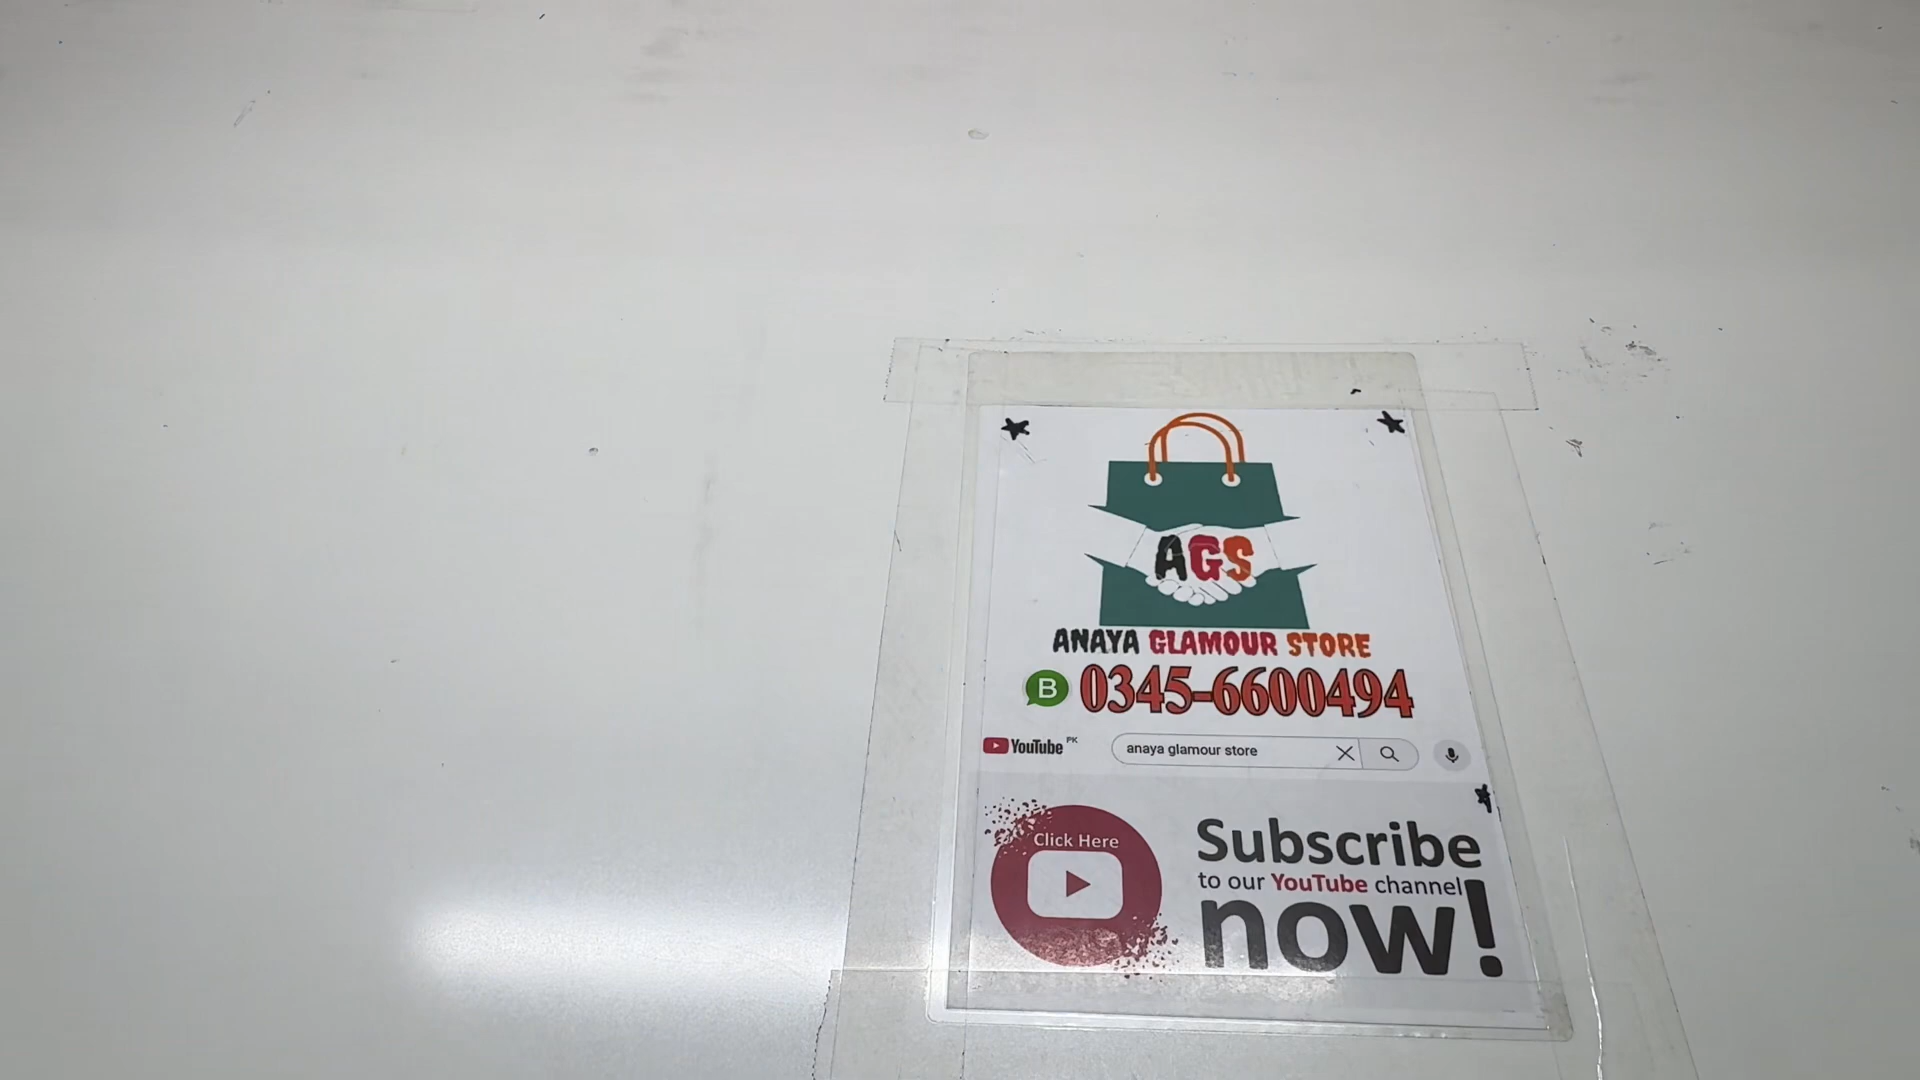 AGS
ANAYA GLAMOUR STORE
B 0345-6600494
YouTube PK
anaya glamour store
Click Here
Subscribe
to our YouTube channel
now!